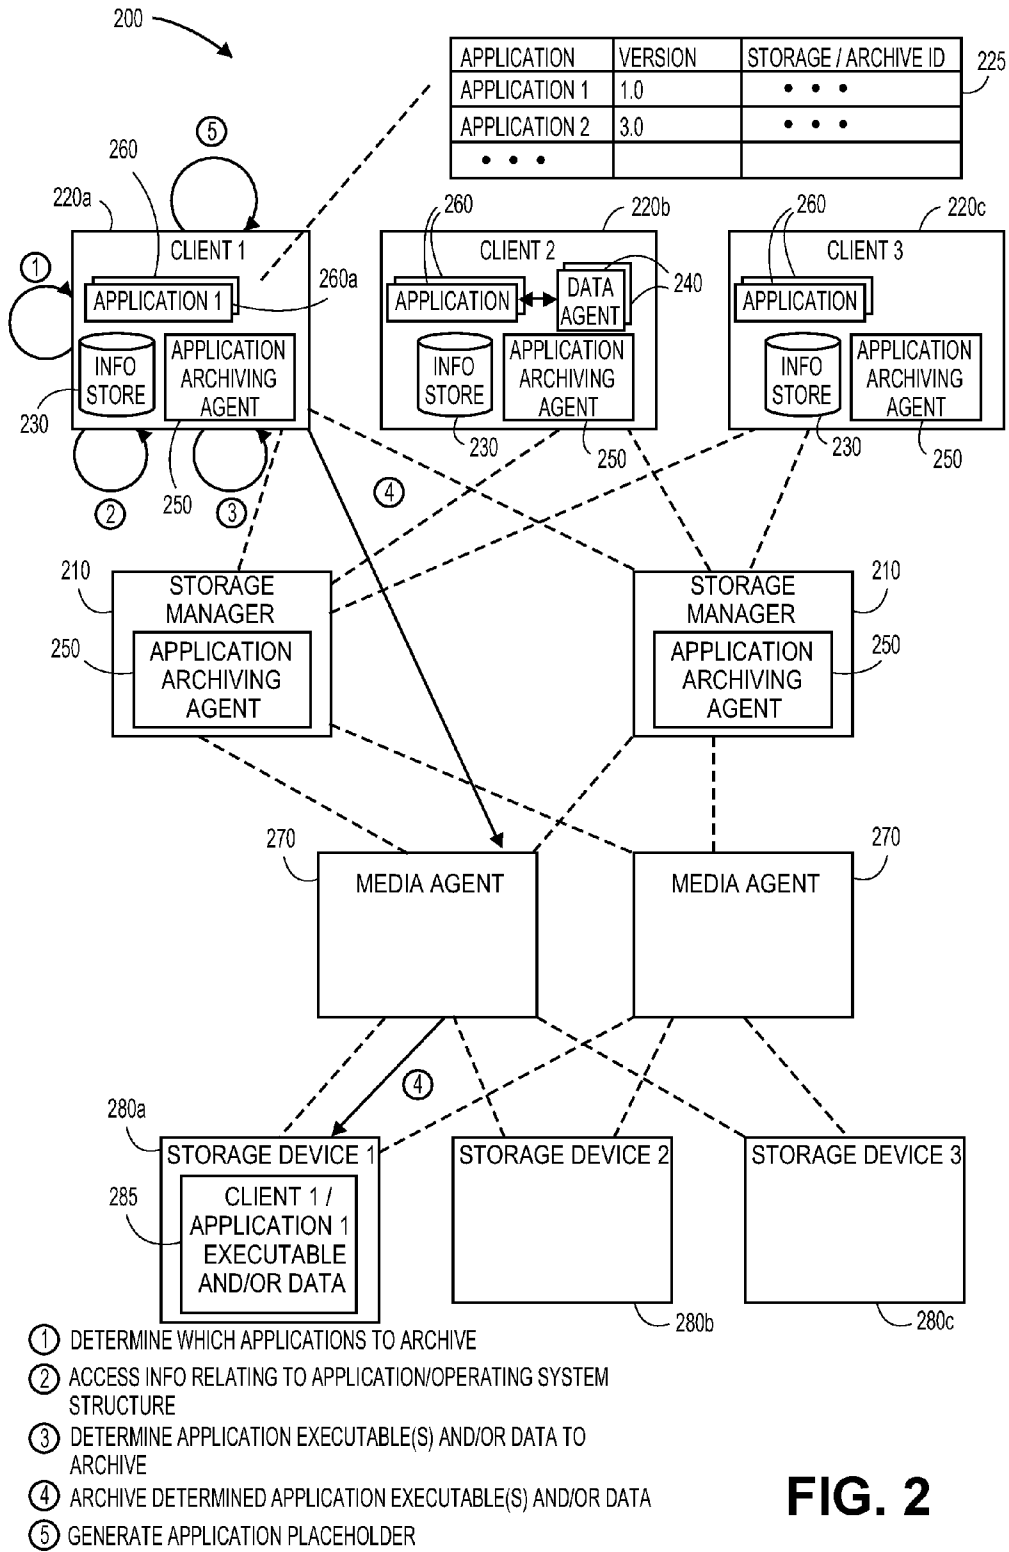 200
APPLICATION VERSION STORAGE / ARCHIVE ID
APPLICATION 1 1.0 • • •
APPLICATION 2 3.0 • • •
• • •
225
5
260
220a
CLIENT 1
1
APPLICATION 1
260a
INFO
STORE
APPLICATION
ARCHIVING
AGENT
230
250
2
3
260
220b
CLIENT 2
APPLICATION
DATA
AGENT
240
INFO
STORE
APPLICATION
ARCHIVING
AGENT
230
250
260
220c
CLIENT 3
APPLICATION
INFO
STORE
APPLICATION
ARCHIVING
AGENT
230
250
4
210
STORAGE
MANAGER
250
APPLICATION
ARCHIVING
AGENT
210
STORAGE
MANAGER
250
APPLICATION
ARCHIVING
AGENT
270
MEDIA AGENT
270
MEDIA AGENT
4
280a
STORAGE DEVICE 1
285
CLIENT 1 /
APPLICATION 1
EXECUTABLE
AND/OR DATA
STORAGE DEVICE 2
280b
STORAGE DEVICE 3
280c
1 DETERMINE WHICH APPLICATIONS TO ARCHIVE
2 ACCESS INFO RELATING TO APPLICATION/OPERATING SYSTEM
STRUCTURE
3 DETERMINE APPLICATION EXECUTABLE(S) AND/OR DATA TO
ARCHIVE
4 ARCHIVE DETERMINED APPLICATION EXECUTABLE(S) AND/OR DATA
5 GENERATE APPLICATION PLACEHOLDER
FIG. 2